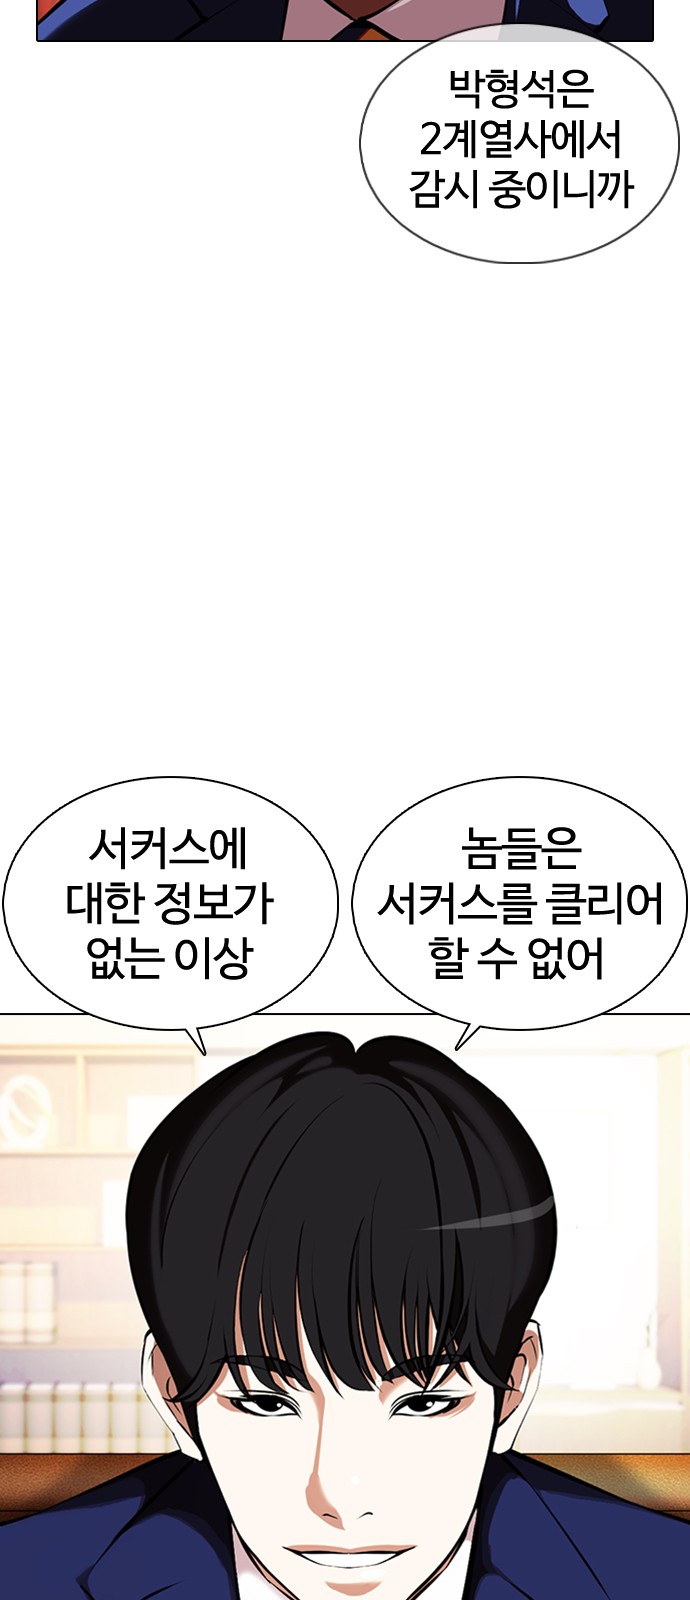 박형석은
2계열사에서
감시 중이니까
서커스에
대한 정보가
없는 이상
놈들은
서커스를 클리어
할 수 없어